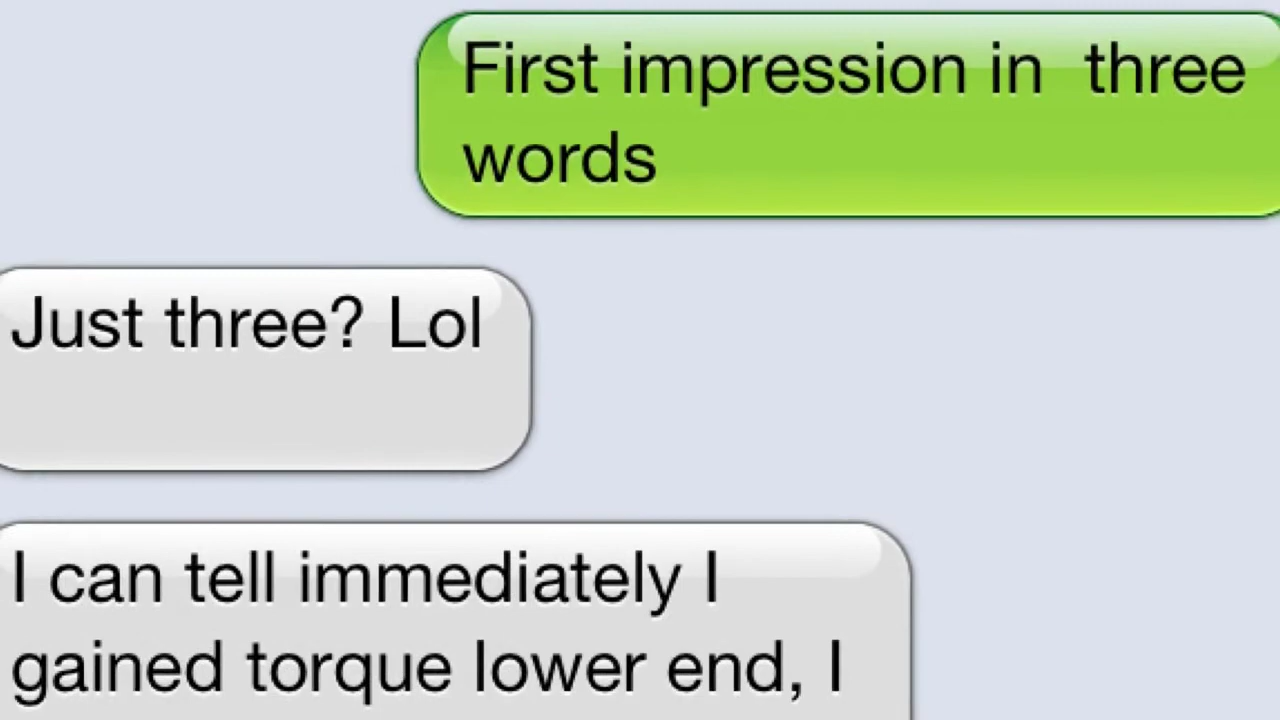 First impression in  three
words
Just three? Lol
I can tell immediately I
gained torque lower end, I